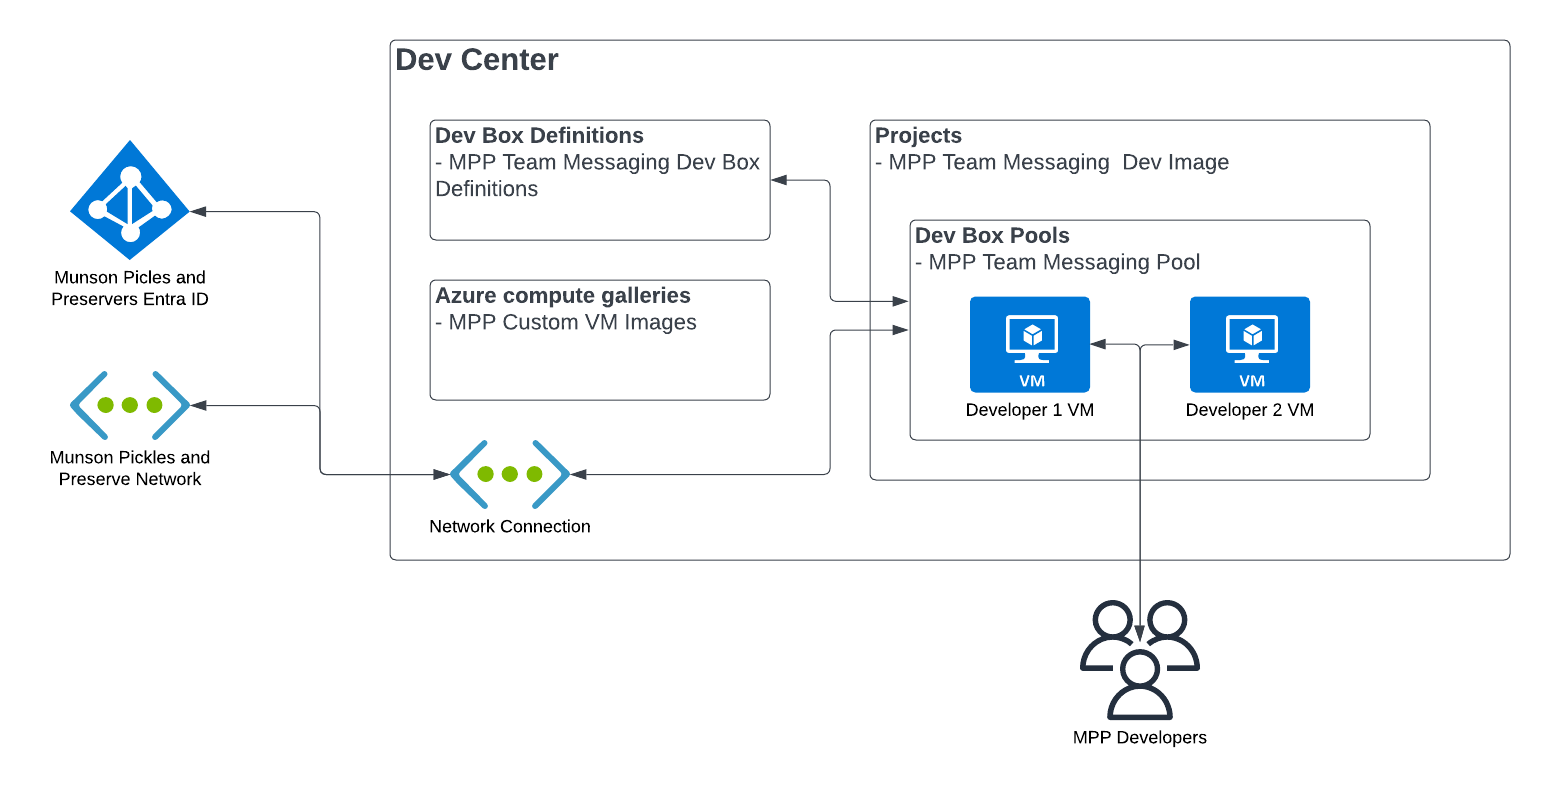 Dev Center
Dev Box Definitions
- MPP Team Messaging Dev Box
Definitions
Projects
- MPP Team Messaging  Dev Image
Dev Box Pools
- MPP Team Messaging Pool
Munson Picles and
Preservers Entra ID
Azure compute galleries
- MPP Custom VM Images
VM
VM
Developer 1 VM
Developer 2 VM
Munson Pickles and
Preserve Network
Network Connection
MPP Developers